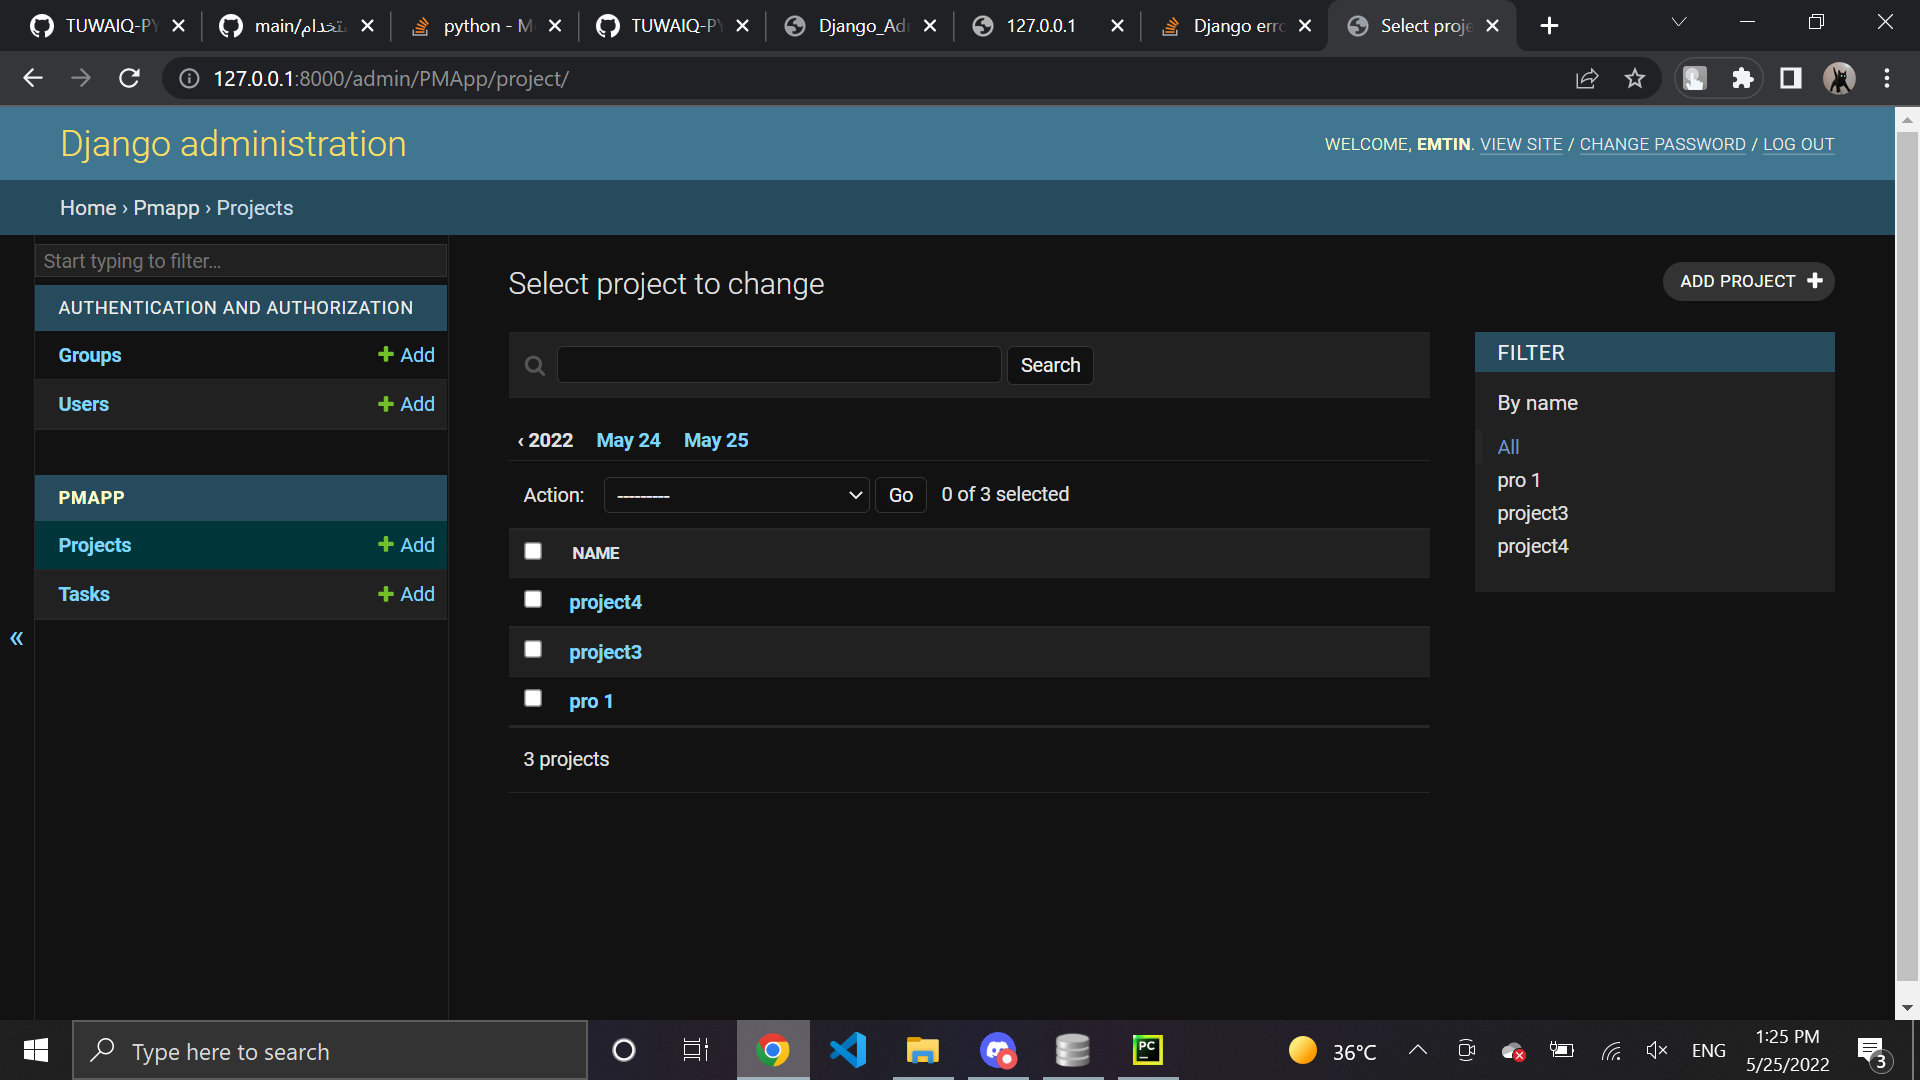 TUWAIQ-PY
main/
python - M
TUWAIQ-PY
Django_Adr
127.0.0.1
Django erro
Select proje
127.0.0.1:8000/admin/PMApp/project/
Django administration
WELCOME, EMTIN. VIEW SITE / CHANGE PASSWORD / LOG OUT
Home › Pmapp › Projects
Start typing to filter...
AUTHENTICATION AND AUTHORIZATION
Groups + Add
Users + Add
PMAPP
Projects + Add
Tasks + Add
«
Select project to change
ADD PROJECT +
Search
‹ 2022 May 24 May 25
Action: --------- Go 0 of 3 selected
NAME
project4
project3
pro 1
3 projects
FILTER
By name
All
pro 1
project3
project4
Type here to search
PC
36°C
ENG
1:25 PM
5/25/2022
3